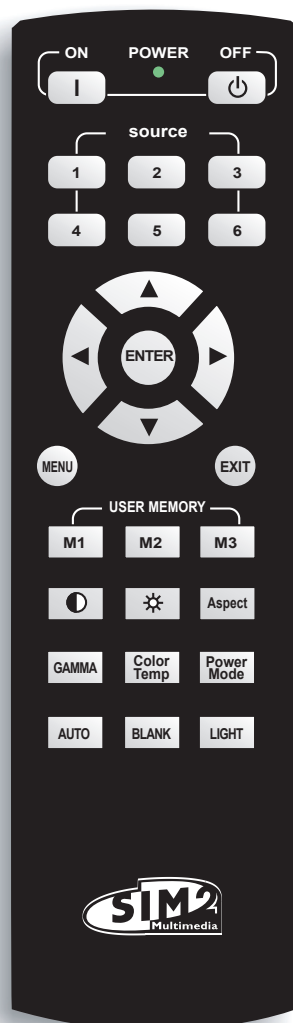 ON POWER OFF
I
source
1 2 3
4 5 6
ENTER
MENU EXIT
USER MEMORY
M1 M2 M3
Aspect
GAMMA Color Temp Power Mode
AUTO BLANK LIGHT
SIM2
Multimedia